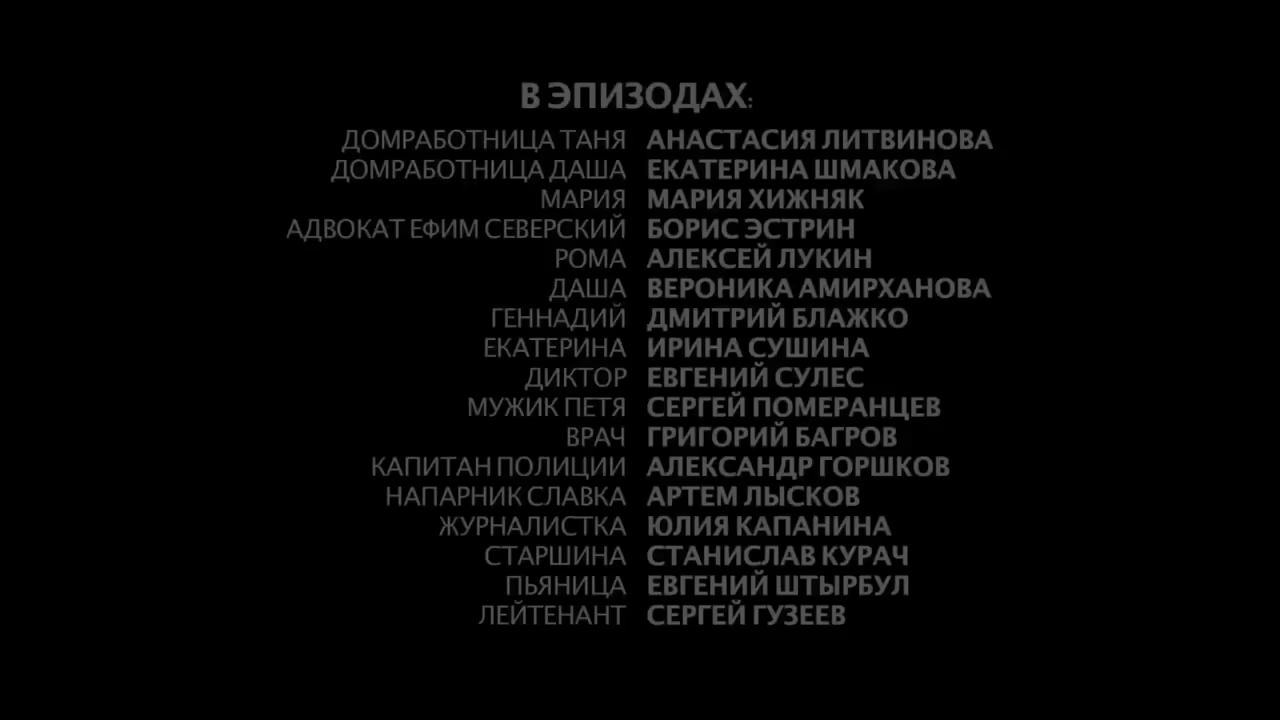 В ЭПИЗОДАХ:
ДОМРАБОТНИЦА ТАНЯ АНАСТАСИЯ ЛИТВИНОВА
ДОМРАБОТНИЦА ДАША ЕКАТЕРИНА ШМАКОВА
МАРИЯ МАРИЯ ХИЖНЯК
АДВОКАТ ЕФИМ СЕВЕРСКИЙ БОРИС ЭСТРИН
РОМА АЛЕКСЕЙ ЛУКИН
ДАША ВЕРОНИКА АМИРХАНОВА
ГЕННАДИЙ ДМИТРИЙ БЛАЖКО
ЕКАТЕРИНА ИРИНА СУШИНА
ДИКТОР ЕВГЕНИЙ СУЛЕС
МУЖИК ПЕТЯ СЕРГЕЙ ПОМЕРАНЦЕВ
ВРАЧ ГРИГОРИЙ БАГРОВ
КАПИТАН ПОЛИЦИИ АЛЕКСАНДР ГОРШКОВ
НАПАРНИК СЛАВКА АРТЕМ ЛЫСКОВ
ЖУРНАЛИСТКА ЮЛИЯ КАПАНИНА
СТАРШИНА СТАНИСЛАВ КУРАЧ
ПЬЯНИЦА ЕВГЕНИЙ ШТЫРБУЛ
ЛЕЙТЕНАНТ СЕРГЕЙ ГУЗЕЕВ